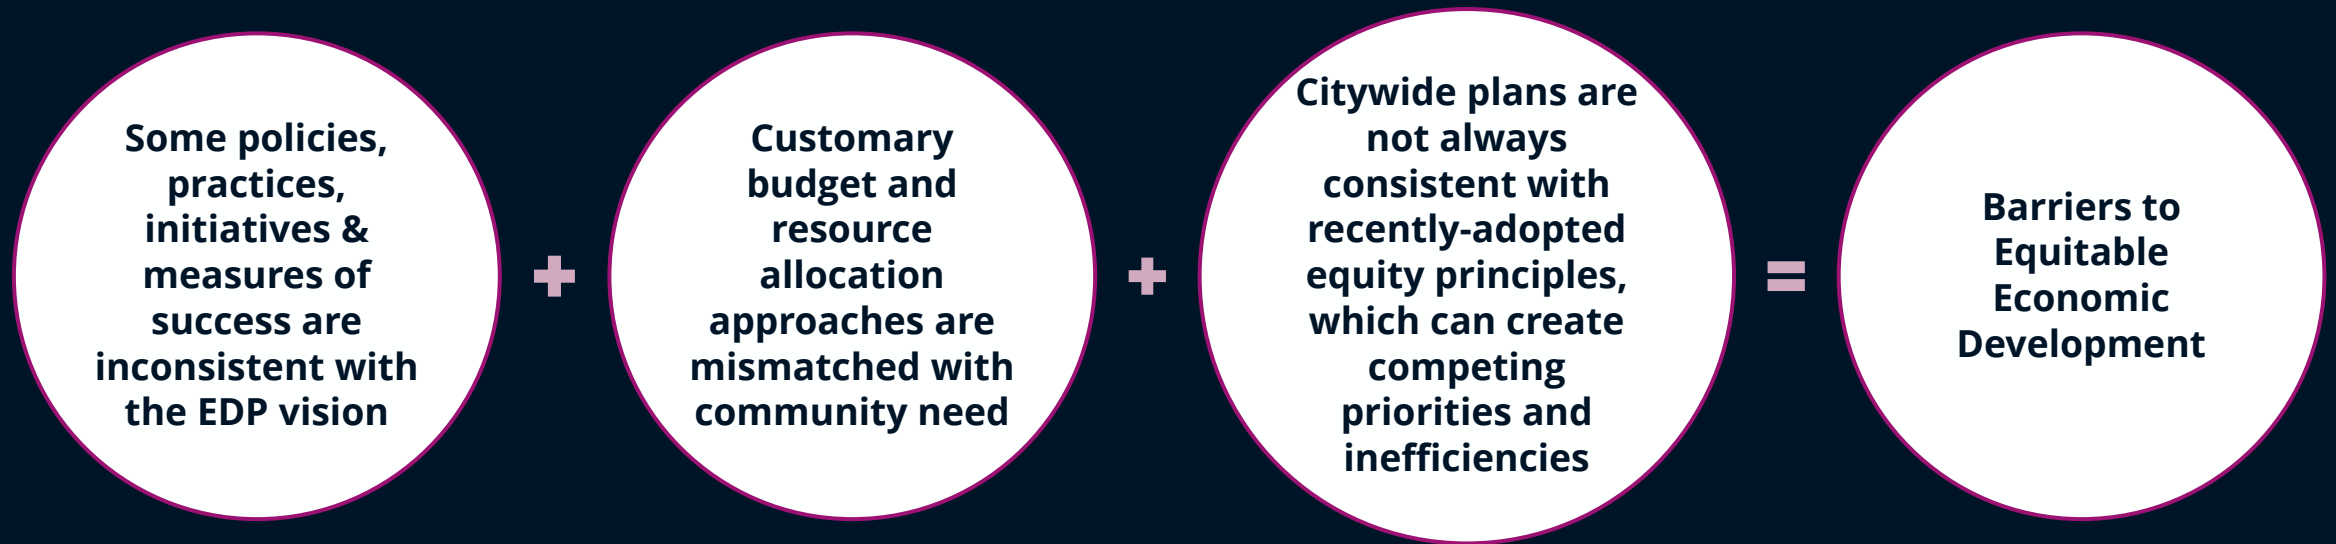 Some policies,
practices,
initiatives &
measures of
success are
inconsistent with
the EDP vision
+
Customary
budget and
resource
allocation
approaches are
mismatched with
community need
+
Citywide plans are
not always
consistent with
recently-adopted
equity principles,
which can create
competing
priorities and
inefficiencies
=
Barriers to
Equitable
Economic
Development